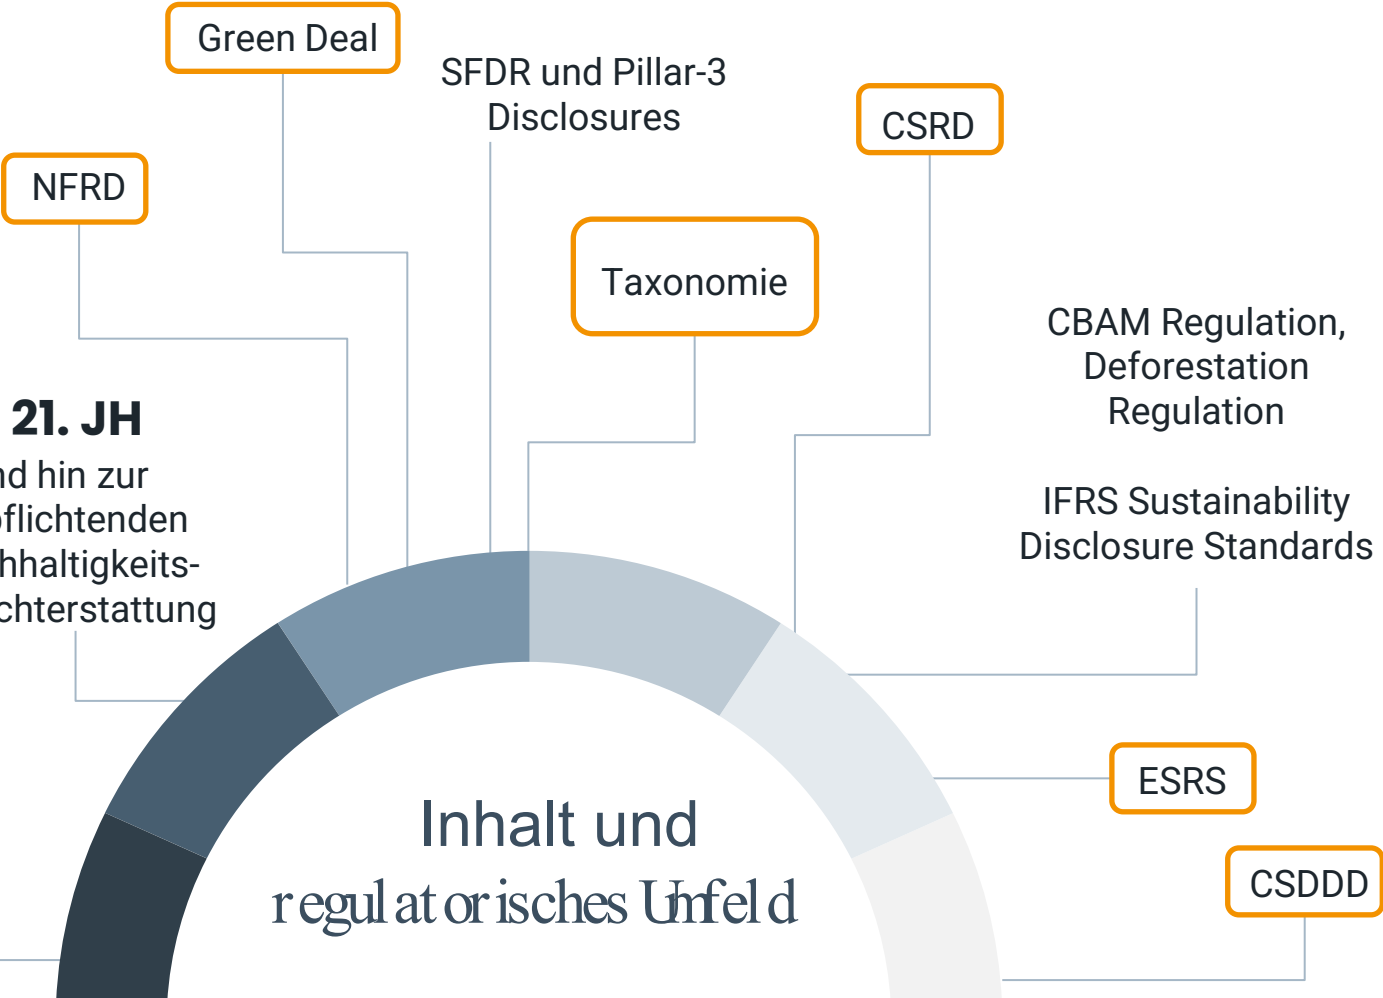 Green Deal
SFDR und Pillar-3
Disclosures
CSRD
NFRD
Taxonomie
CBAM Regulation,
Deforestation
Regulation
IFRS Sustainability
Disclosure Standards
21. JH
nd hin zur
pflichtenden
hhaltigkeits-
chterstattung
ESRS
CSDDD
Inhalt und
regulatorisches Umfeld